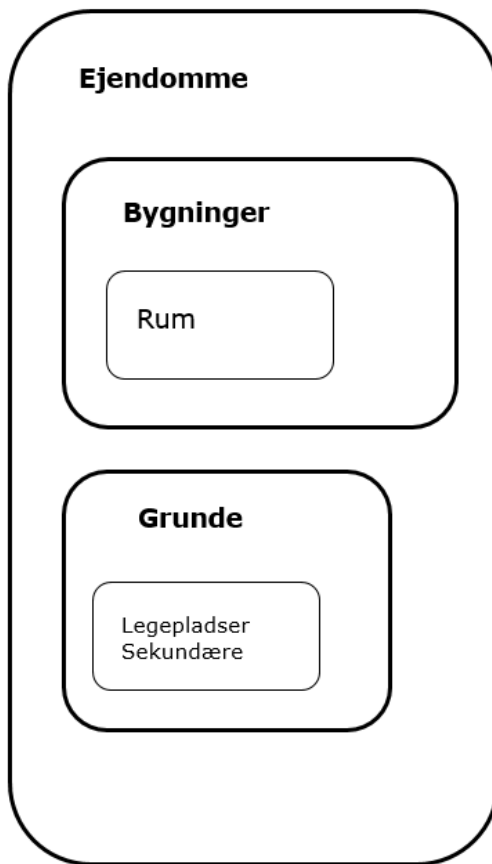 Ejendomme
Bygninger
Rum
Grunde
Legepladser
Sekundære